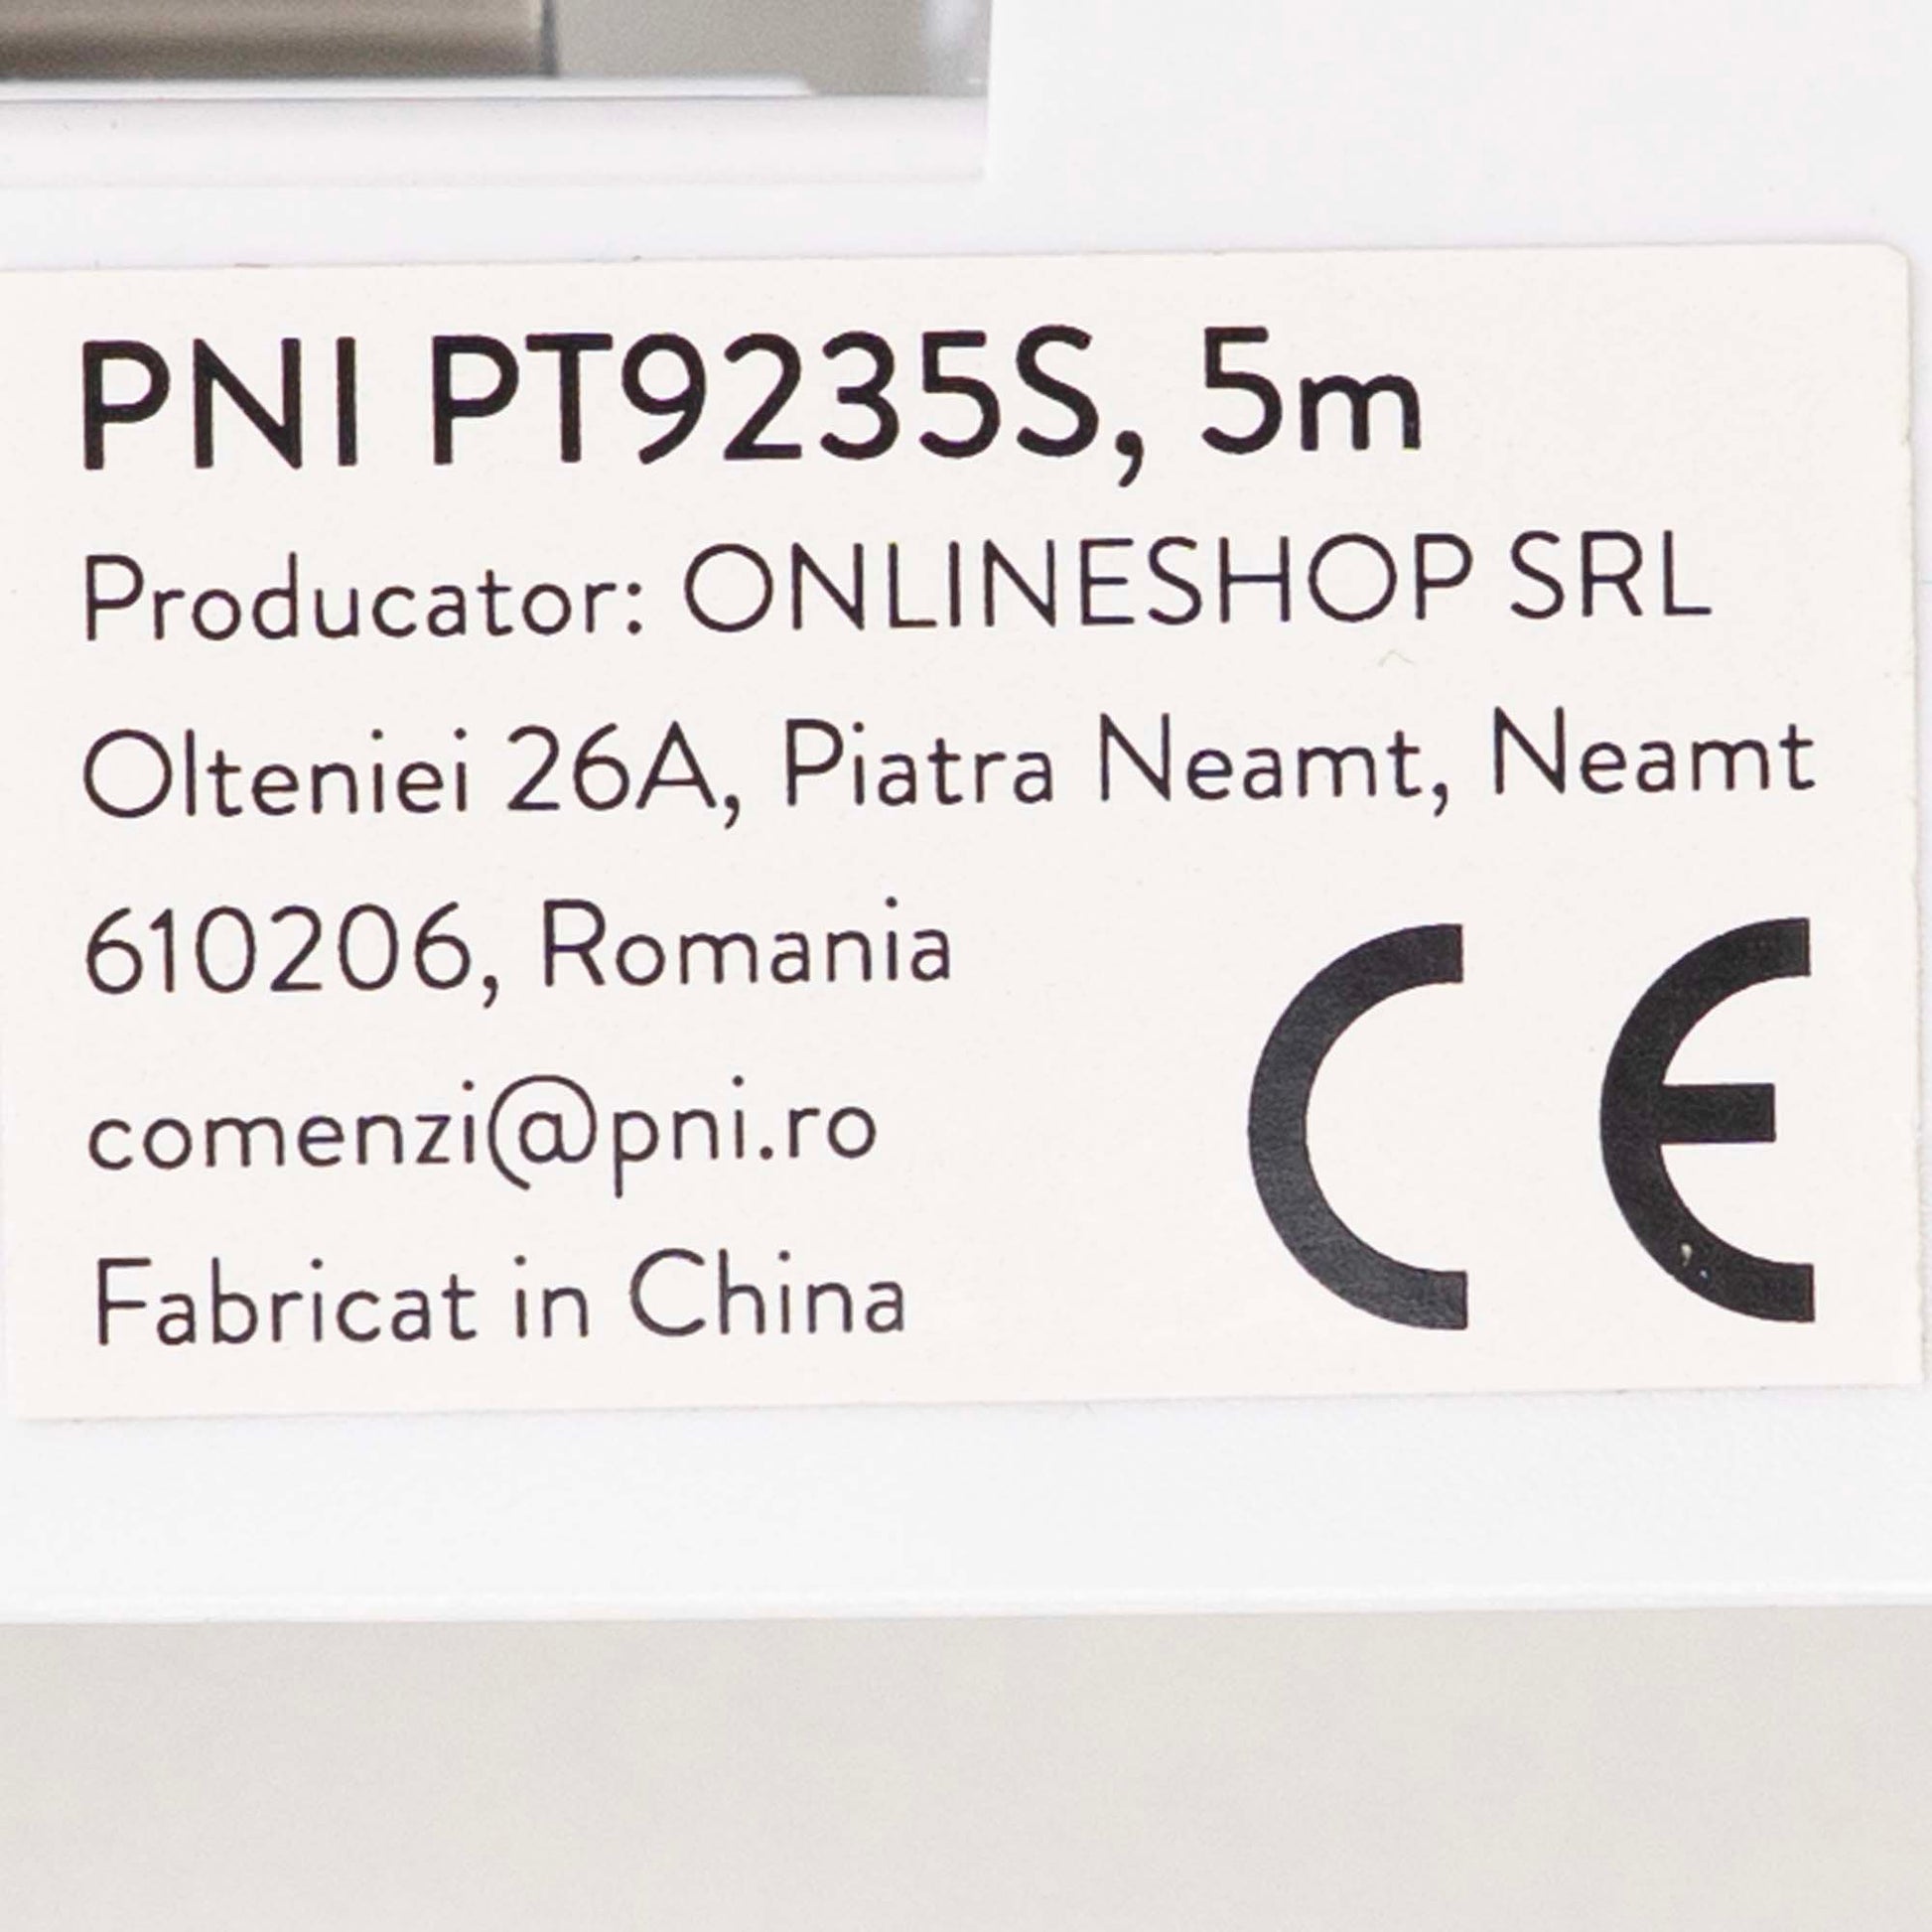 PNI PT9235S, 5m
Producator: ONLINESHOP SRL
Olteniei 26A, Piatra Neamt, Neamt
610206, Romania
comenzi@pni.ro
Fabricat in China
CE